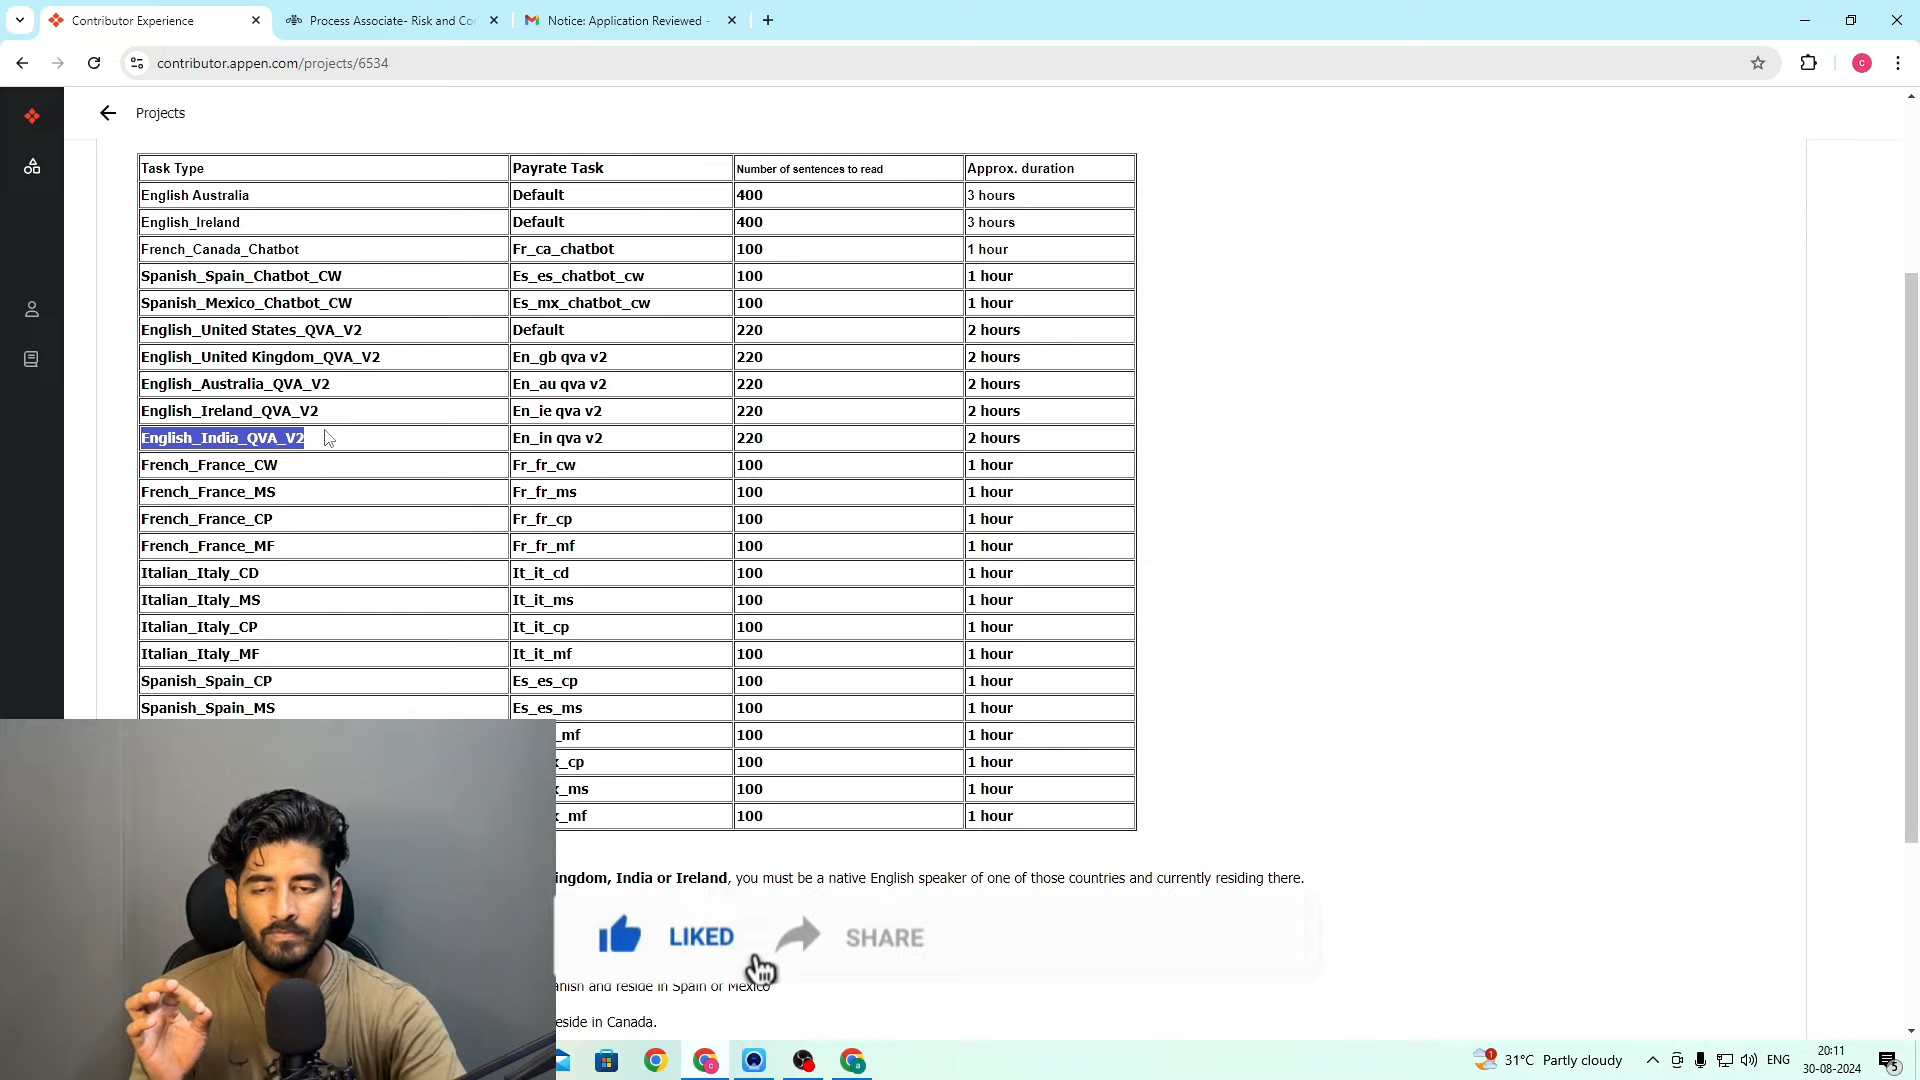 Contributor Experience
Process Associate- Risk and Co
Notice: Application Reviewed -
contributor.appen.com/projects/6534
Projects
Task Type Payrate Task Number of sentences to read Approx. duration
English Australia Default 400 3 hours
English_Ireland Default 400 3 hours
French_Canada_Chatbot Fr_ca_chatbot 100 1 hour
Spanish_Spain_Chatbot_CW Es_es_chatbot_cw 100 1 hour
Spanish_Mexico_Chatbot_CW Es_mx_chatbot_cw 100 1 hour
English_United States_QVA_V2 Default 220 2 hours
English_United Kingdom_QVA_V2 En_gb qva v2 220 2 hours
English_Australia_QVA_V2 En_au qva v2 220 2 hours
English_Ireland_QVA_V2 En_ie qva v2 220 2 hours
English_India_QVA_V2 En_in qva v2 220 2 hours
French_France_CW Fr_fr_cw 100 1 hour
French_France_MS Fr_fr_ms 100 1 hour
French_France_CP Fr_fr_cp 100 1 hour
French_France_MF Fr_fr_mf 100 1 hour
Italian_Italy_CD It_it_cd 100 1 hour
Italian_Italy_MS It_it_ms 100 1 hour
Italian_Italy_CP It_it_cp 100 1 hour
Italian_Italy_MF It_it_mf 100 1 hour
Spanish_Spain_CP Es_es_cp 100 1 hour
Spanish_Spain_MS Es_es_ms 100 1 hour
_mf 100 1 hour
_cp 100 1 hour
_ms 100 1 hour
_mf 100 1 hour
ingdom, India or Ireland, you must be a native English speaker of one of those countries and currently residing there.
LIKED SHARE
anish and reside in Spain or Mexico
eside in Canada.
31°C Partly cloudy
ENG
20:11
30-08-2024